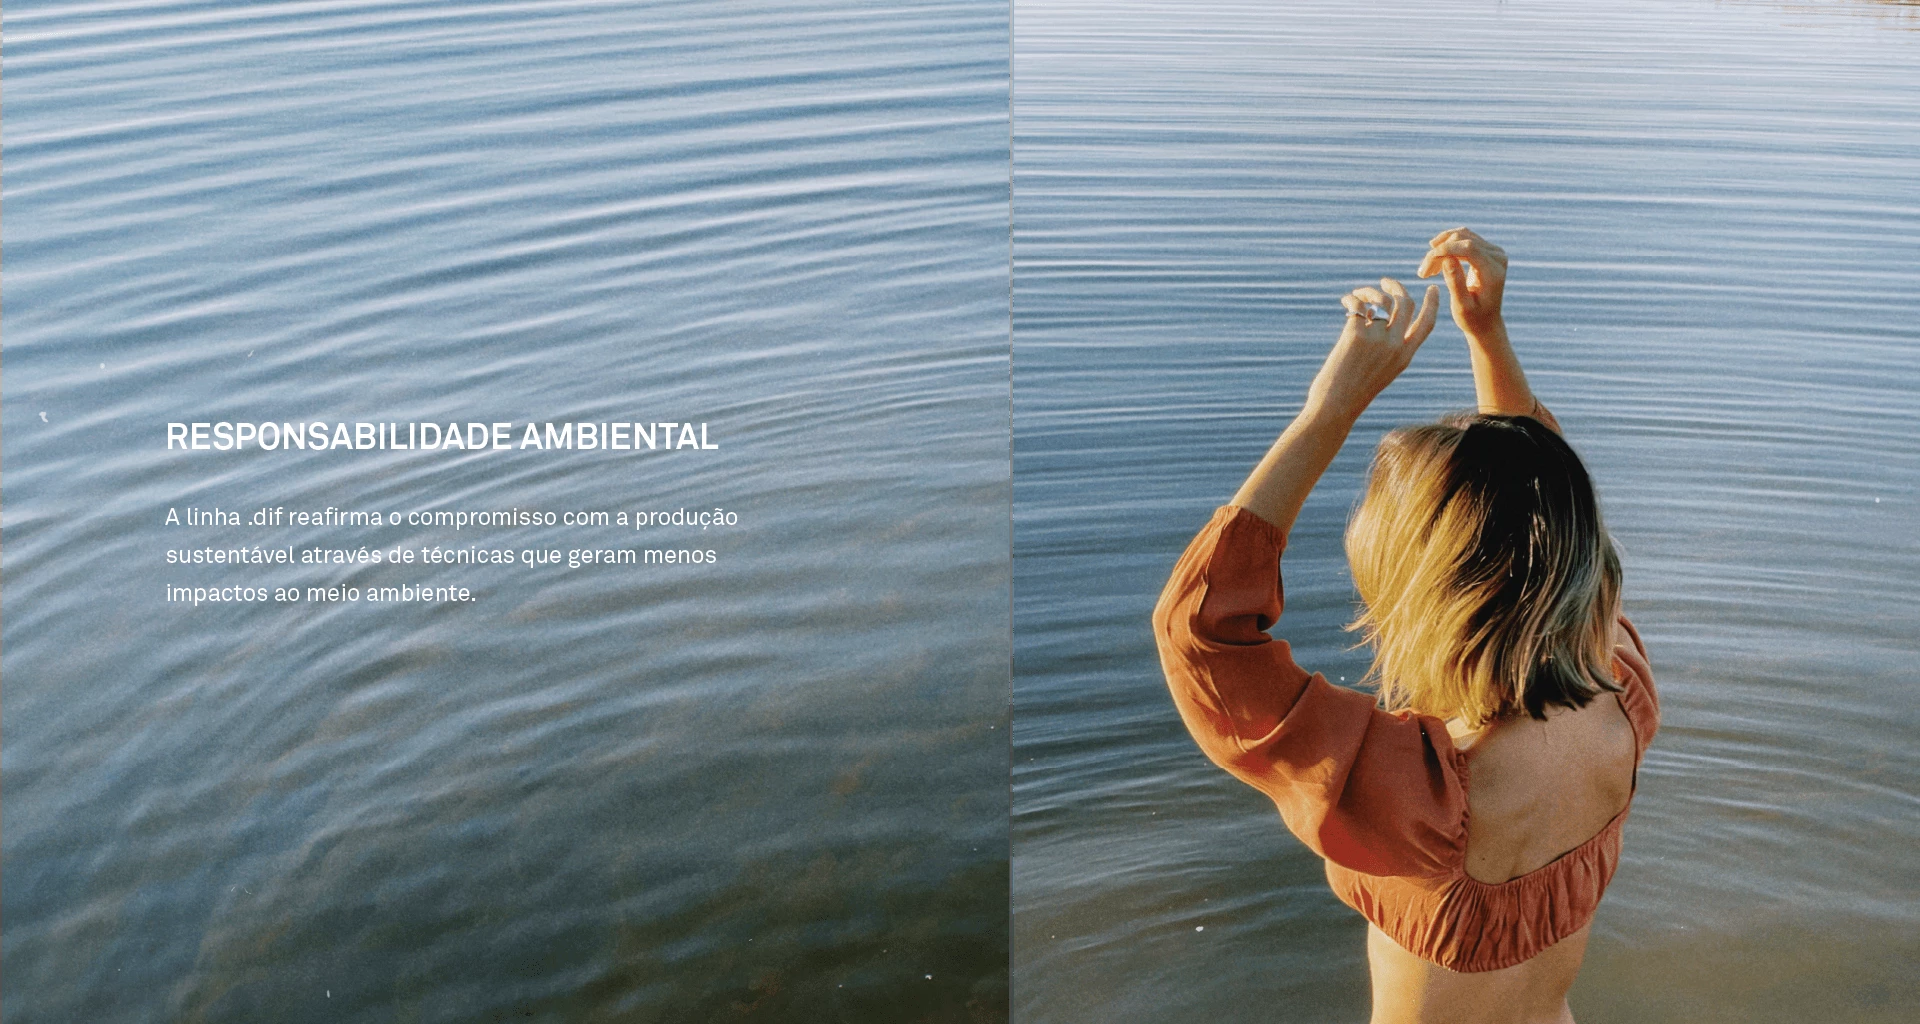 RESPONSABILIDADE AMBIENTAL
A linha .dif reafirma o compromisso com a produção
sustentável através de técnicas que geram menos
impactos ao meio ambiente.